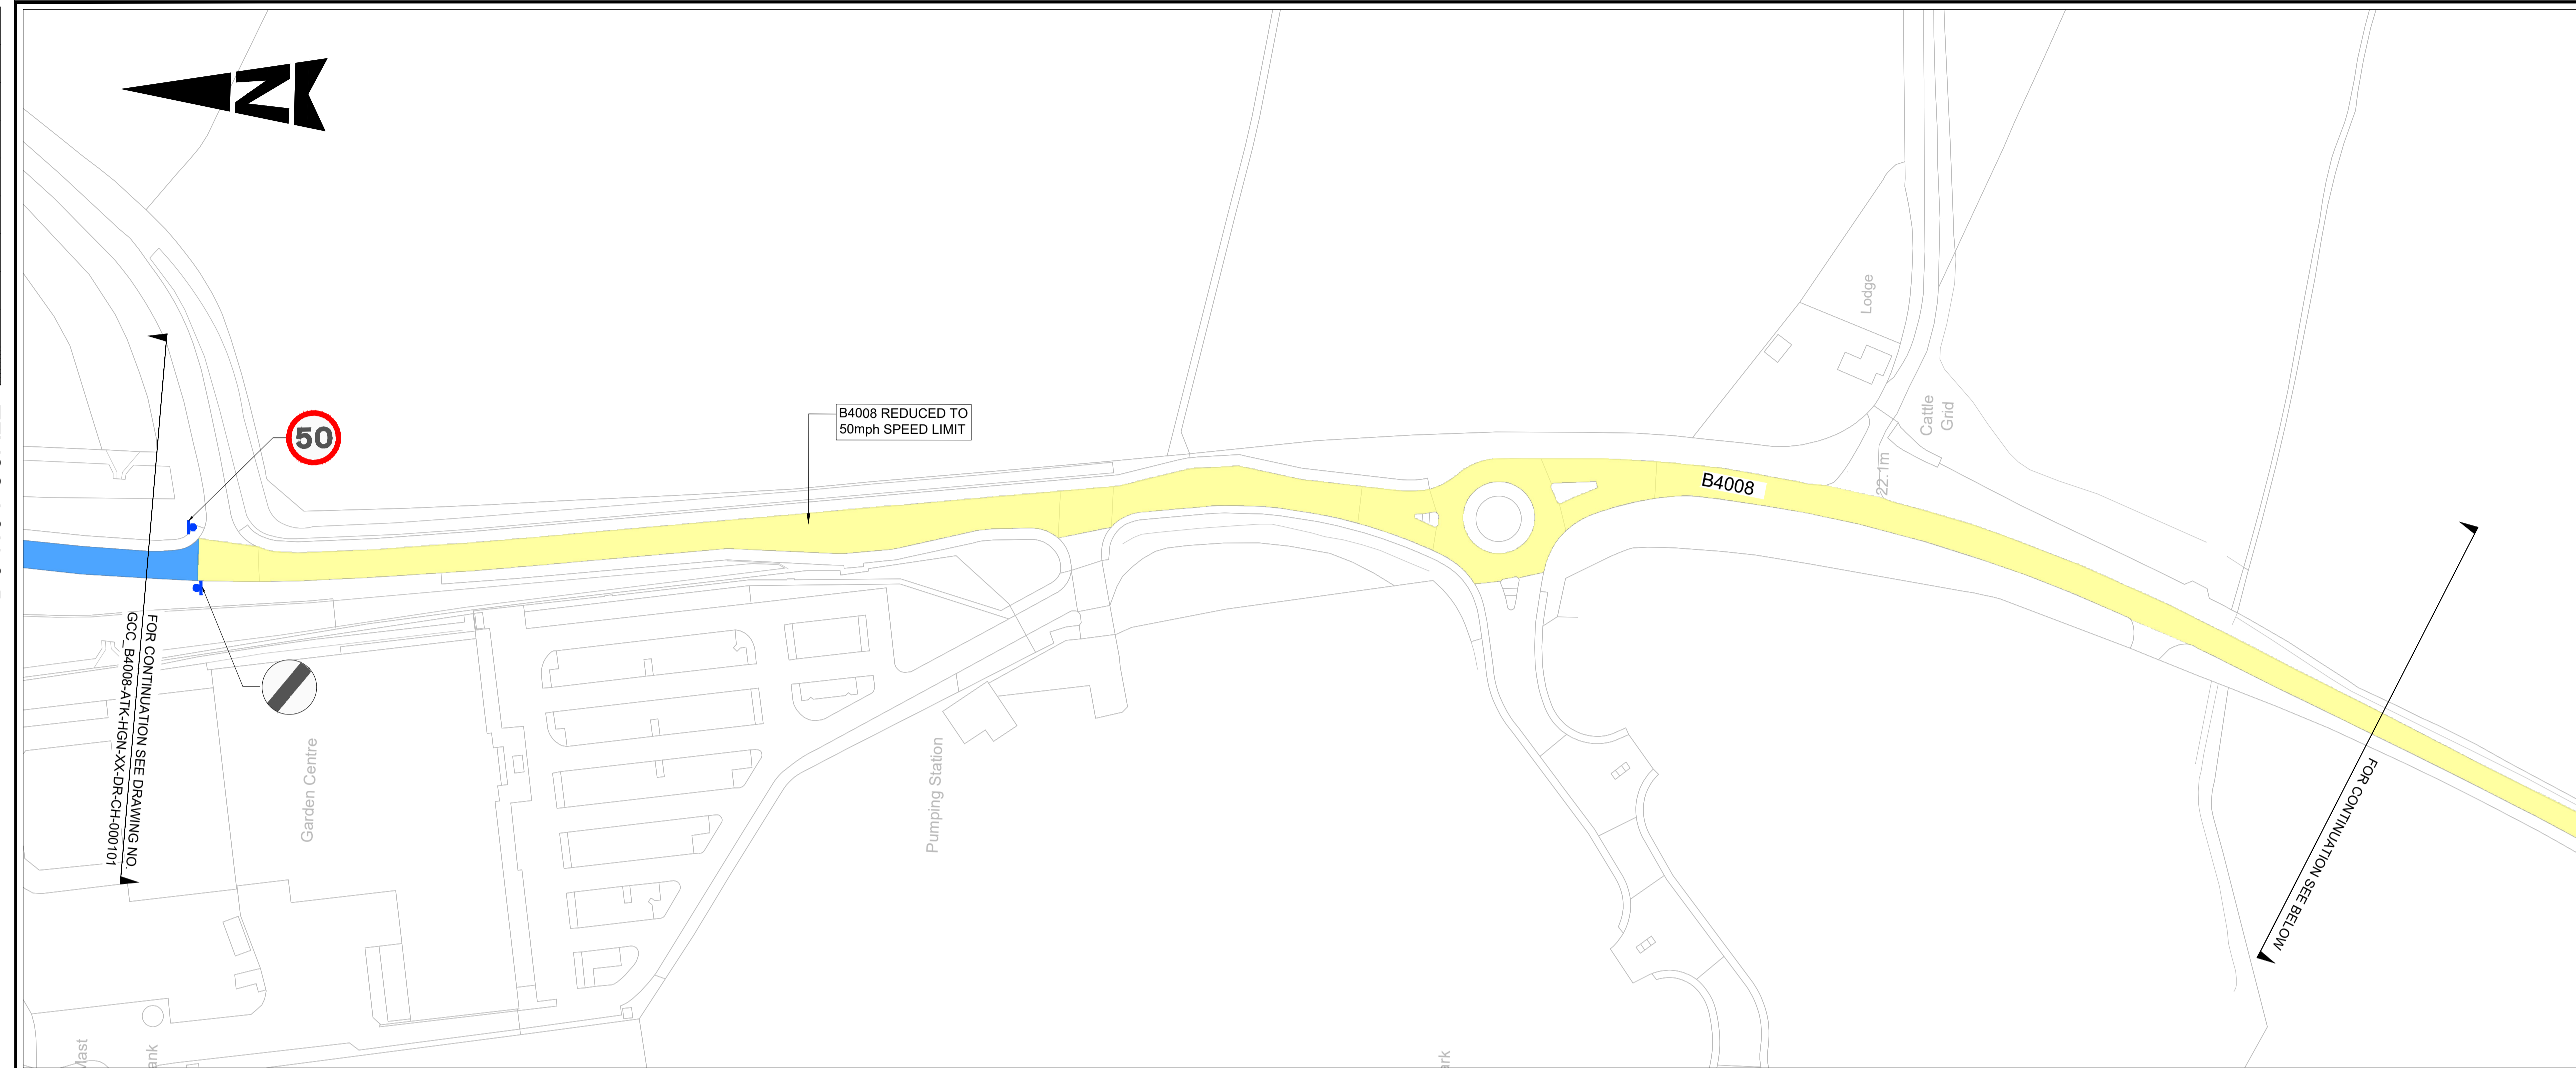 N
50
B4008 REDUCED TO
50mph SPEED LIMIT
B4008
Lodge
Cattle
Grid
22.1m
FOR CONTINUATION SEE DRAWING NO.
GCC_B4008-ATK-HGN-XX-DR-CH-000101
Garden Centre
Pumping Station
FOR CONTINUATION SEE BELOW